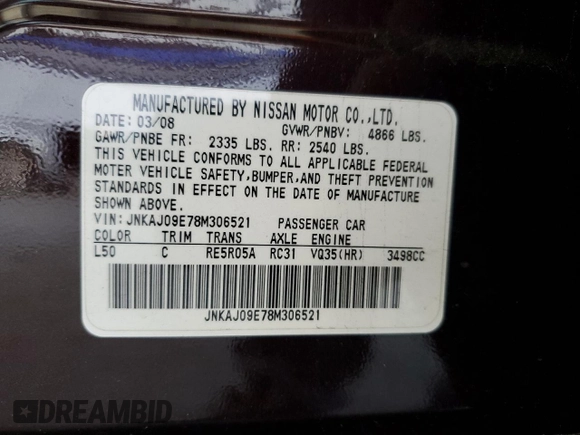 MANUFACTURED BY NISSAN MOTOR CO.,LTD.
DATE: 03/08 GVWR/PNBV: 4866 LBS.
GAWR/PNBE FR: 2335 LBS. RR: 2540 LBS.
THIS VEHICLE CONFORMS TO ALL APPLICABLE FEDERAL
MOTOR VEHICLE SAFETY, BUMPER, AND THEFT PREVENTION
STANDARDS IN EFFECT ON THE DATE OF MANUFACTURE
SHOWN ABOVE.
VIN: JNKAJ09E78M306521 PASSENGER CAR
COLOR TRIM TRANS AXLE ENGINE
L50 C RE5R05A RC31 VQ35(HR) 3498CC
JNKAJ09E78M306521
DREAMBID